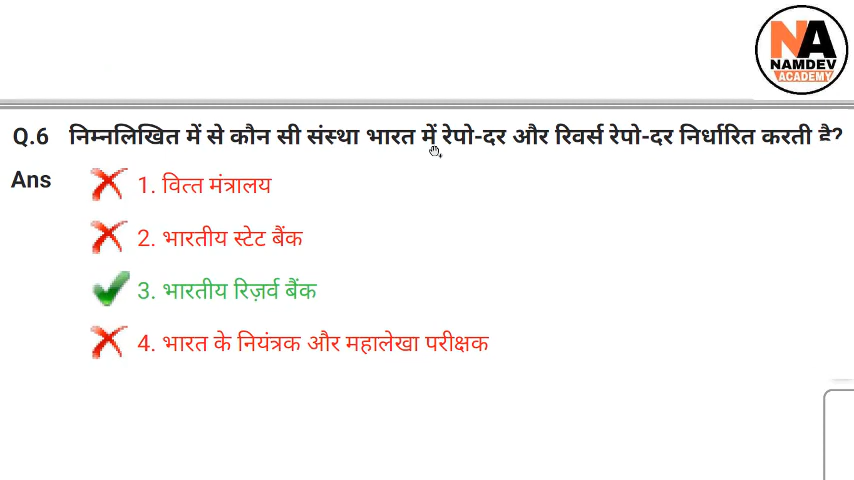 NA
NAMDEV
ACADEMY
Q.6 निम्नलिखित में से कौन सी संस्था भारत में रेपो-दर और रिवर्स रेपो-दर निर्धारित करती है?
Ans 1. वित्त मंत्रालय
2. भारतीय स्टेट बैंक
3. भारतीय रिज़र्व बैंक
4. भारत के नियंत्रक और महालेखा परीक्षक